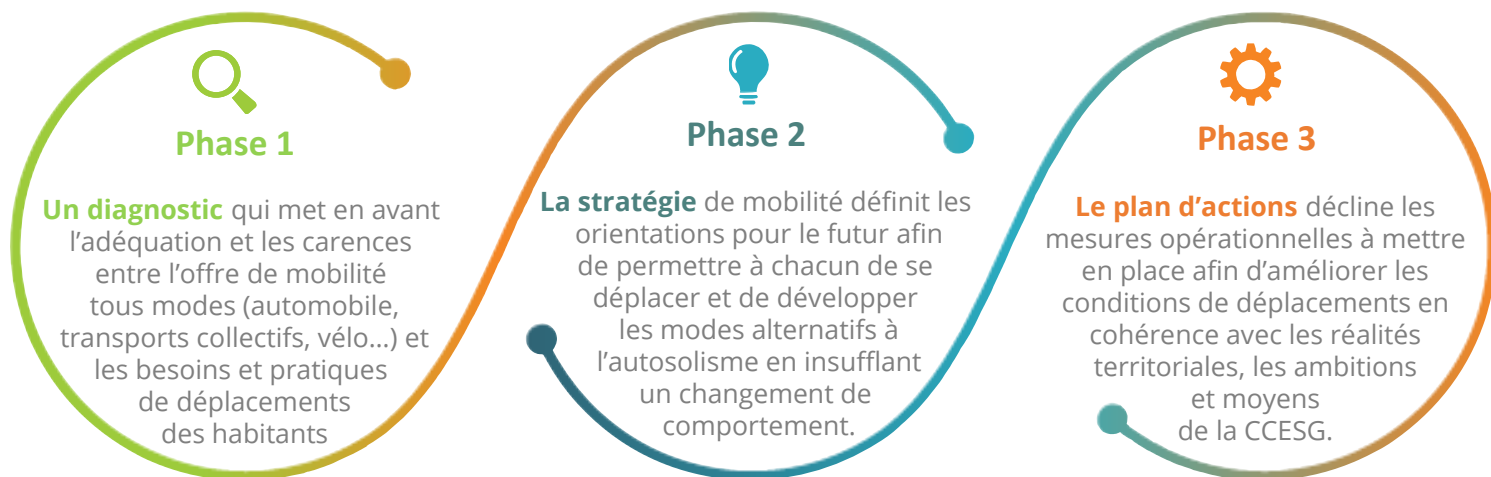 Phase 1
Un diagnostic qui met en avant
l’adéquation et les carences
entre l’offre de mobilité
tous modes (automobile,
transports collectifs, vélo…) et
les besoins et pratiques
de déplacements
des habitants
Phase 2
La stratégie de mobilité définit les
orientations pour le futur afin
de permettre à chacun de se
déplacer et de développer
les modes alternatifs à
l’autosolisme en insufflant
un changement de
comportement.
Phase 3
Le plan d’actions décline les
mesures opérationnelles à mettre
en place afin d’améliorer les
conditions de déplacements en
cohérence avec les réalités
territoriales, les ambitions
et moyens
de la CCESG.